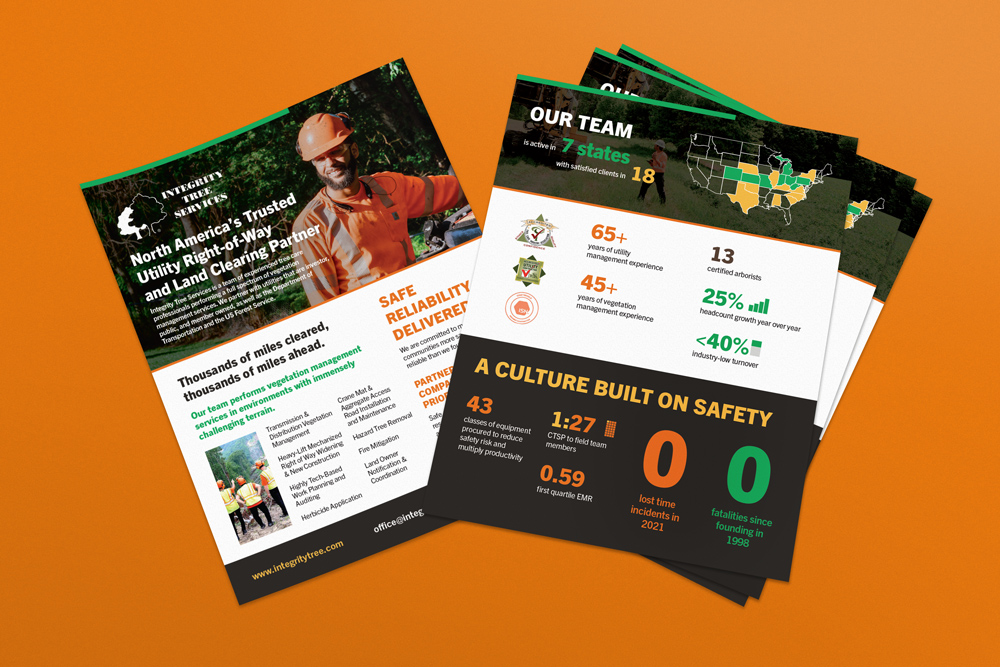 INTEGRITY
TREE
SERVICES
North America's Trusted
Utility Right-of-Way
and Land Clearing Partner
Integrity Tree Services is a team of experienced tree care
professionals performing a full spectrum of vegetation
management services. We partner with utilities that are investor,
public, and member owned, as well as the Department of
Transportation and the US Forest Service.
Thousands of miles cleared,
thousands of miles ahead.
Our team performs vegetation management
services in environments with immensely
challenging terrain.
Transmission &
Distribution Vegetation
Management
Heavy-Lift Mechanized
Right of Way Widening
& New Construction
Highly Tech-Based
Work Planning and
Auditing
Herbicide Application
Crane Mat &
Aggregate Access
Road Installation
and Maintenance
Hazard Tree Removal
Fire Mitigation
Land Owner
Notification &
Coordination
SAFE
RELIABILITY
DELIVERED
We are committed to m
communities more s
reliable than we fou
PARTNER
COMPA
PRIOR
Safe
www.integritytree.com
office@integ
OUR TEAM
is active in 7 states
with satisfied clients in 18
65+
years of utility
management experience
45+
years of vegetation
management experience
13
certified arborists
25%
headcount growth year over year
<40%
industry-low turnover
A CULTURE BUILT ON SAFETY
43
classes of equipment
procured to reduce
safety risk and
multiply productivity
1:27
CTSP to field team
members
0.59
first quartile EMR
0
lost time
incidents in
2021
0
fatalities since
founding in
1998